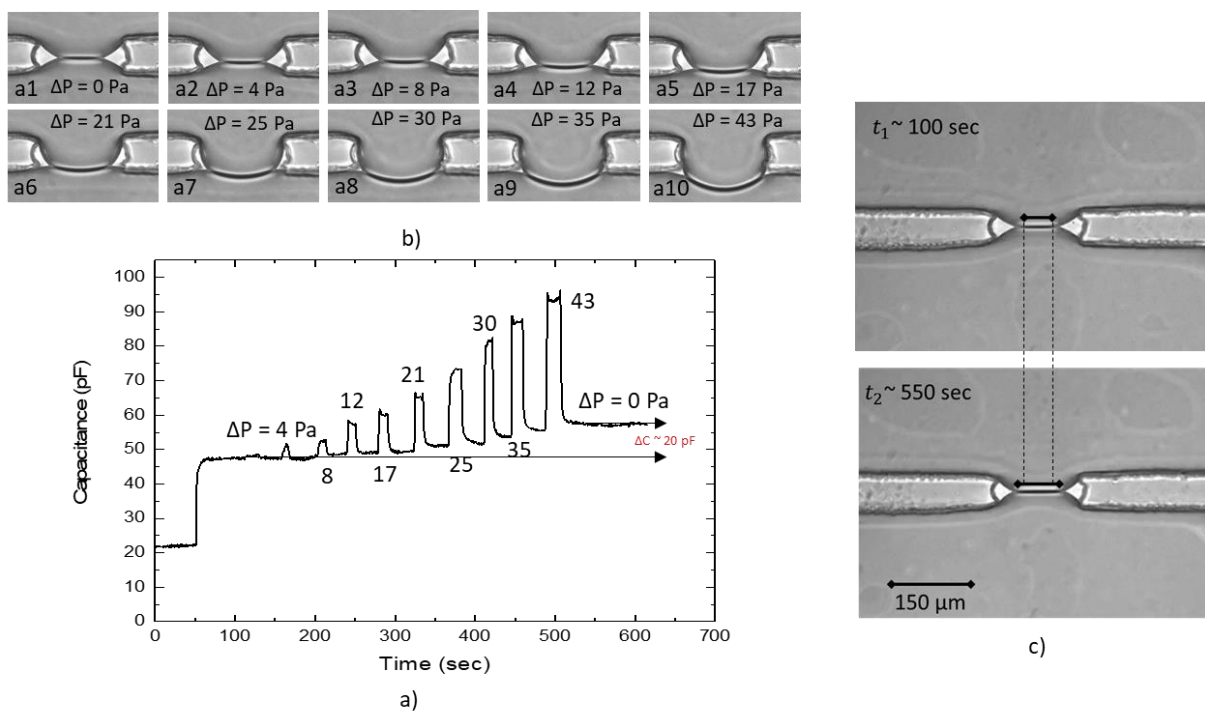 a1 ΔP = 0 Pa
a2 ΔP = 4 Pa
a3 ΔP = 8 Pa
a4 ΔP = 12 Pa
a5 ΔP = 17 Pa
ΔP = 21 Pa
a6
ΔP = 25 Pa
a7
ΔP = 30 Pa
a8
ΔP = 35 Pa
a9
ΔP = 43 Pa
a10
b)
Capacitance (pF)
100
90
80
70
60
50
40
30
20
10
0
0 100 200 300 400 500 600 700
Time (sec)
ΔP = 4 Pa
8
12
17
21
25
30
35
43
ΔP = 0 Pa
ΔC ~ 20 pF
a)
t₁~ 100 sec
t₂~ 550 sec
150 μm
c)